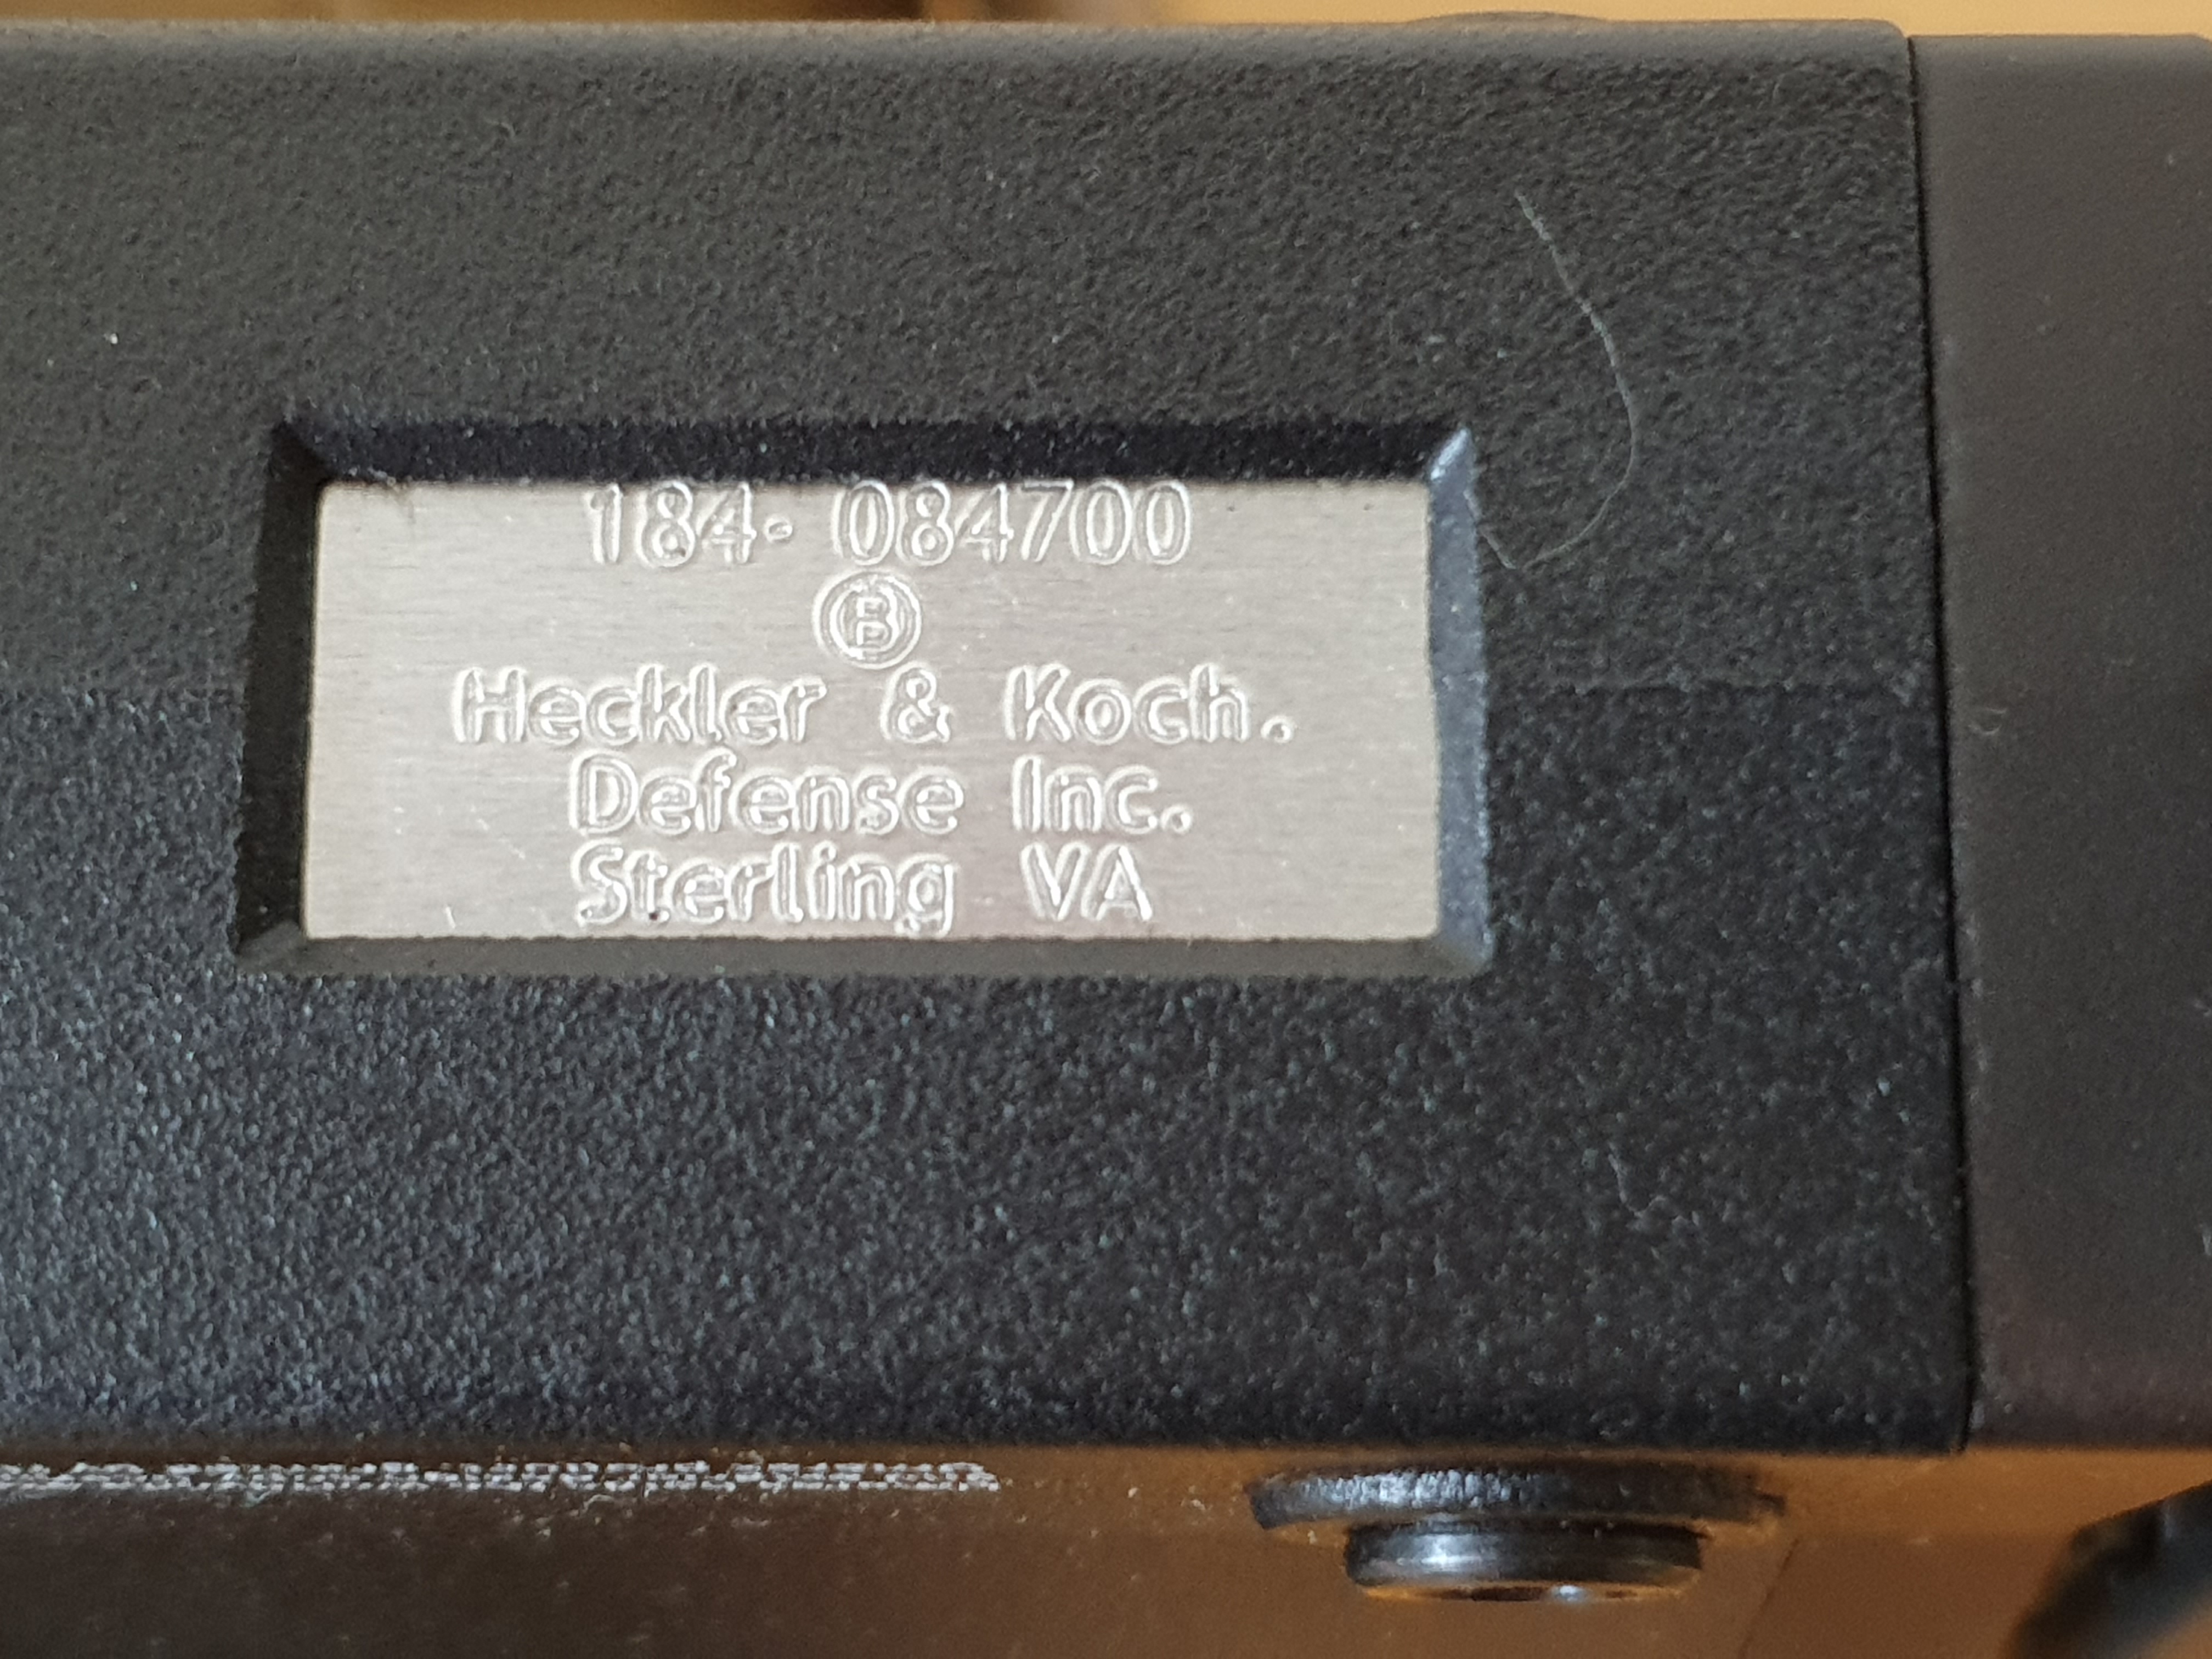 184- 084700
Heckler & Koch.
Defense Inc.
Sterling VA